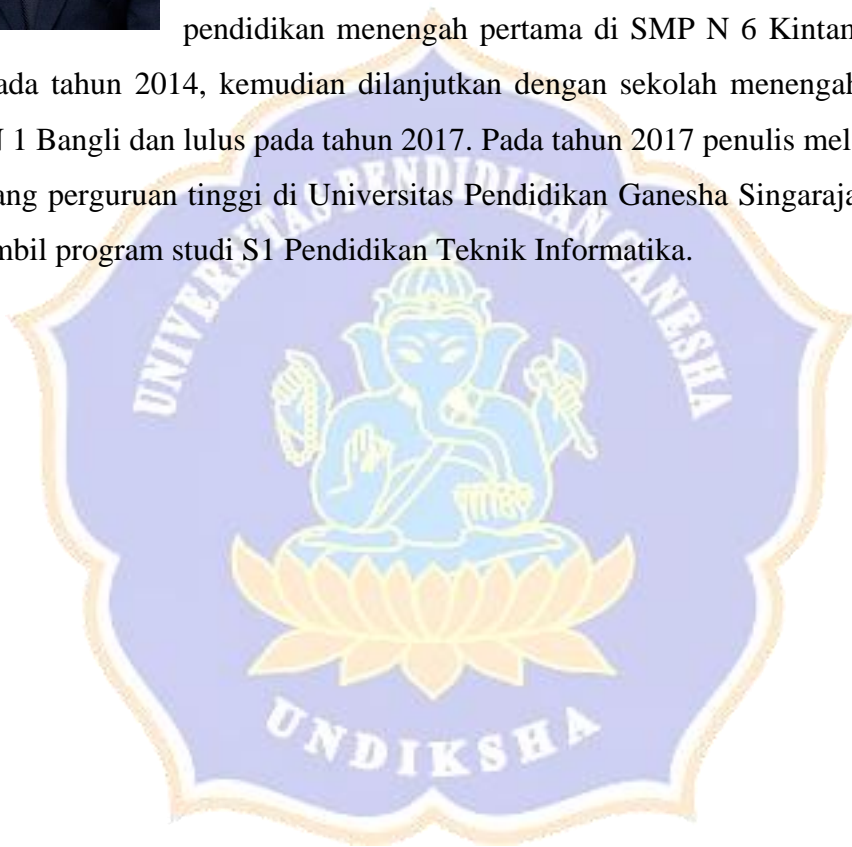 pendidikan menengah pertama di SMP N 6 Kintan
ada tahun 2014, kemudian dilanjutkan dengan sekolah menengah
1 Bangli dan lulus pada tahun 2017. Pada tahun 2017 penulis mel
ang perguruan tinggi di Universitas Pendidikan Ganesha Singaraja
mbil program studi S1 Pendidikan Teknik Informatika.
UNIVERSITAS PENDIDIKAN GANESHA
UNDIKSHA